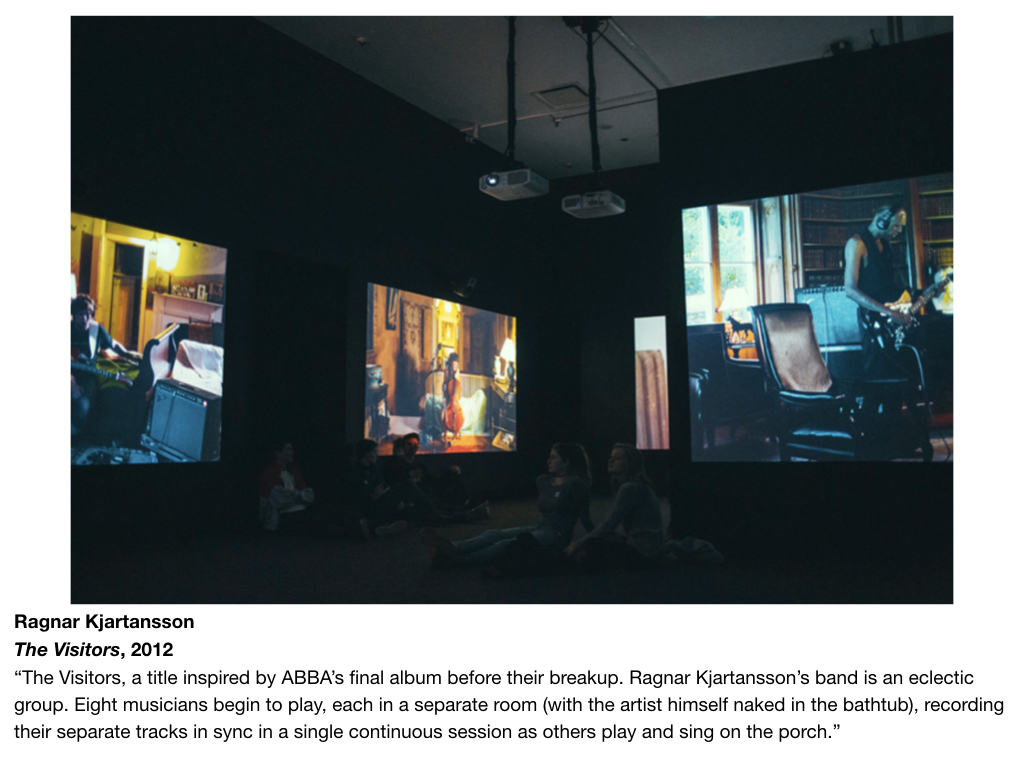 Ragnar Kjartansson
The Visitors, 2012
“The Visitors, a title inspired by ABBA’s final album before their breakup. Ragnar Kjartansson’s band is an eclectic
group. Eight musicians begin to play, each in a separate room (with the artist himself naked in the bathtub), recording
their separate tracks in sync in a single continuous session as others play and sing on the porch.”